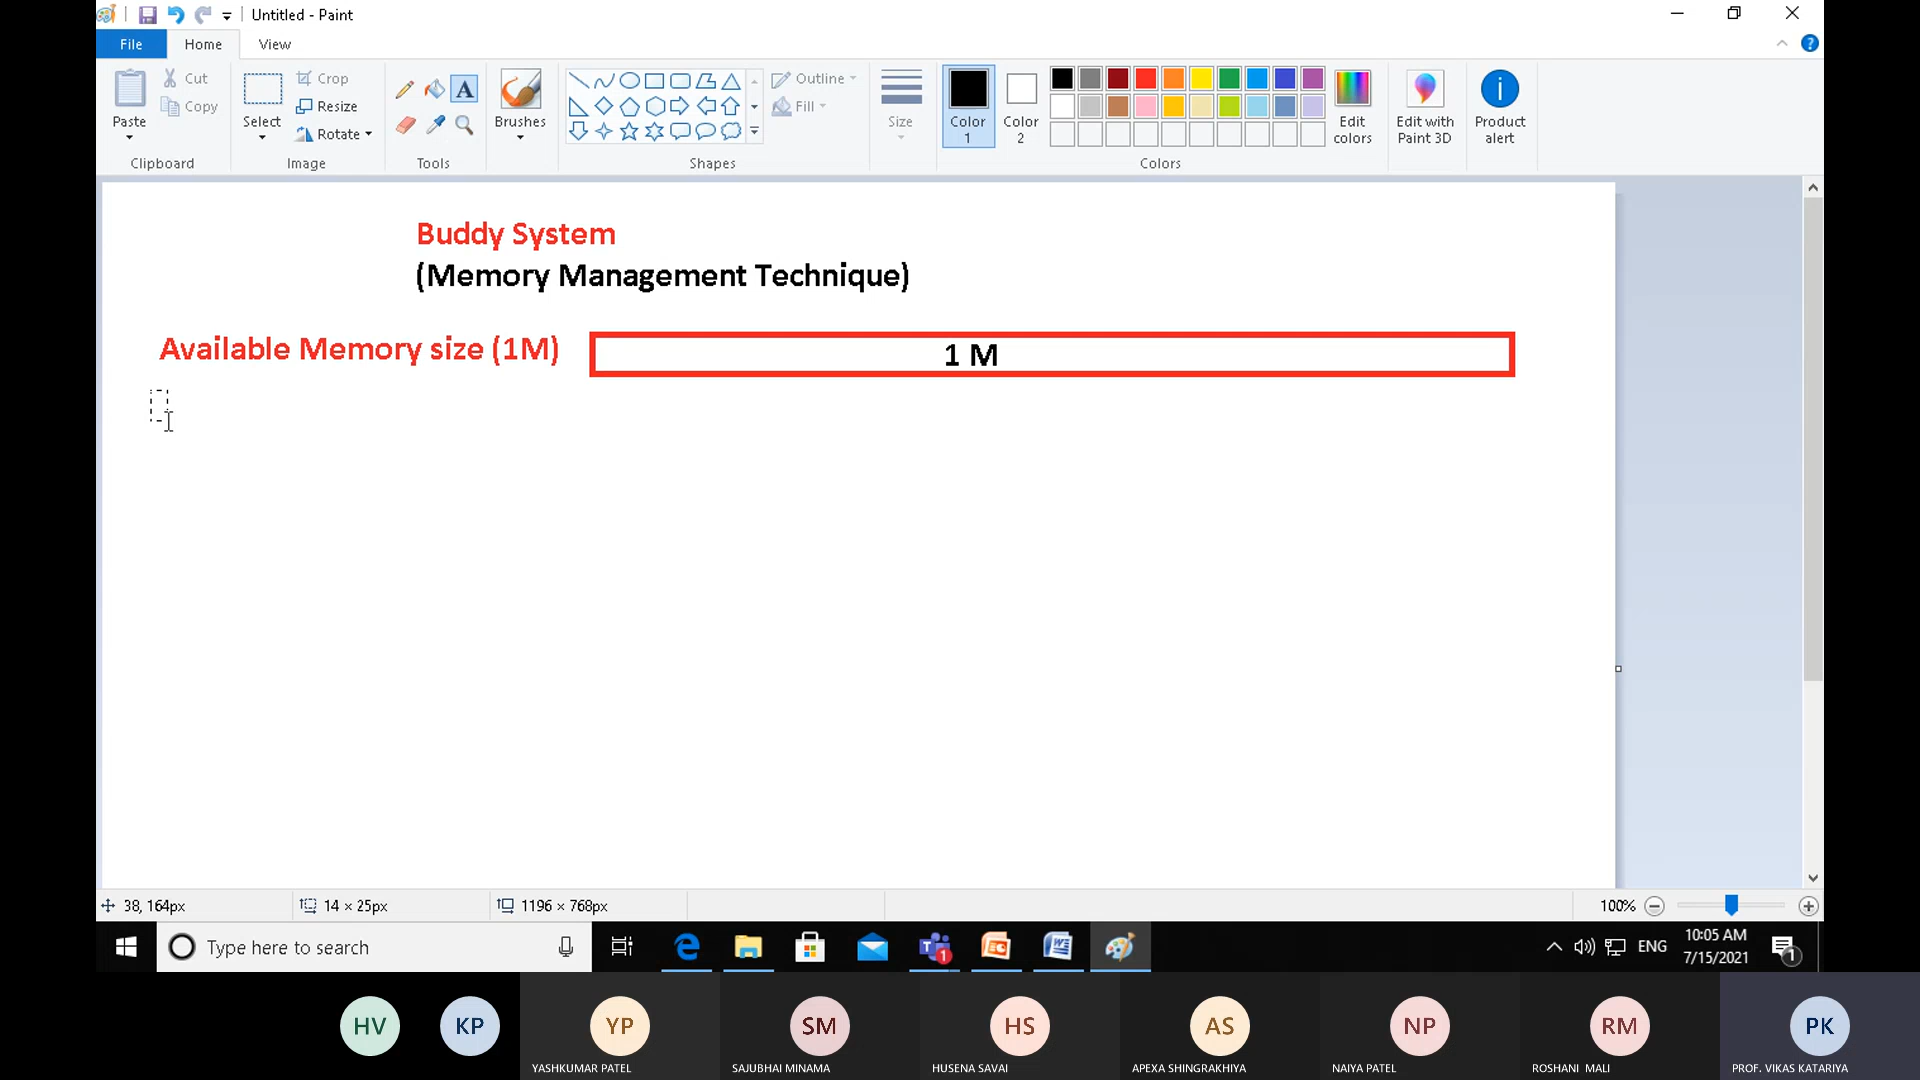 Untitled - Paint
File Home View
Paste Cut Copy Clipboard
Select Crop Resize Rotate Image
A
Tools
Brushes
Shapes
Outline Fill
Size
Color 1
Color 2
Edit colors
Colors
Edit with Paint 3D
Product alert
Buddy System
(Memory Management Technique)
Available Memory size (1M)
1 M
38, 164px 14 × 25px 1196 × 768px 100%
Type here to search
1
ENG
10:05 AM
7/15/2021
1
HV KP YP SM HS AS NP RM PK
YASHKUMAR PATEL SAJUBHAI MINAMA HUSENA SAVAI APEXA SHINGRAKHIYA NAIYA PATEL ROSHANI MALI PROF. VIKAS KATARIYA